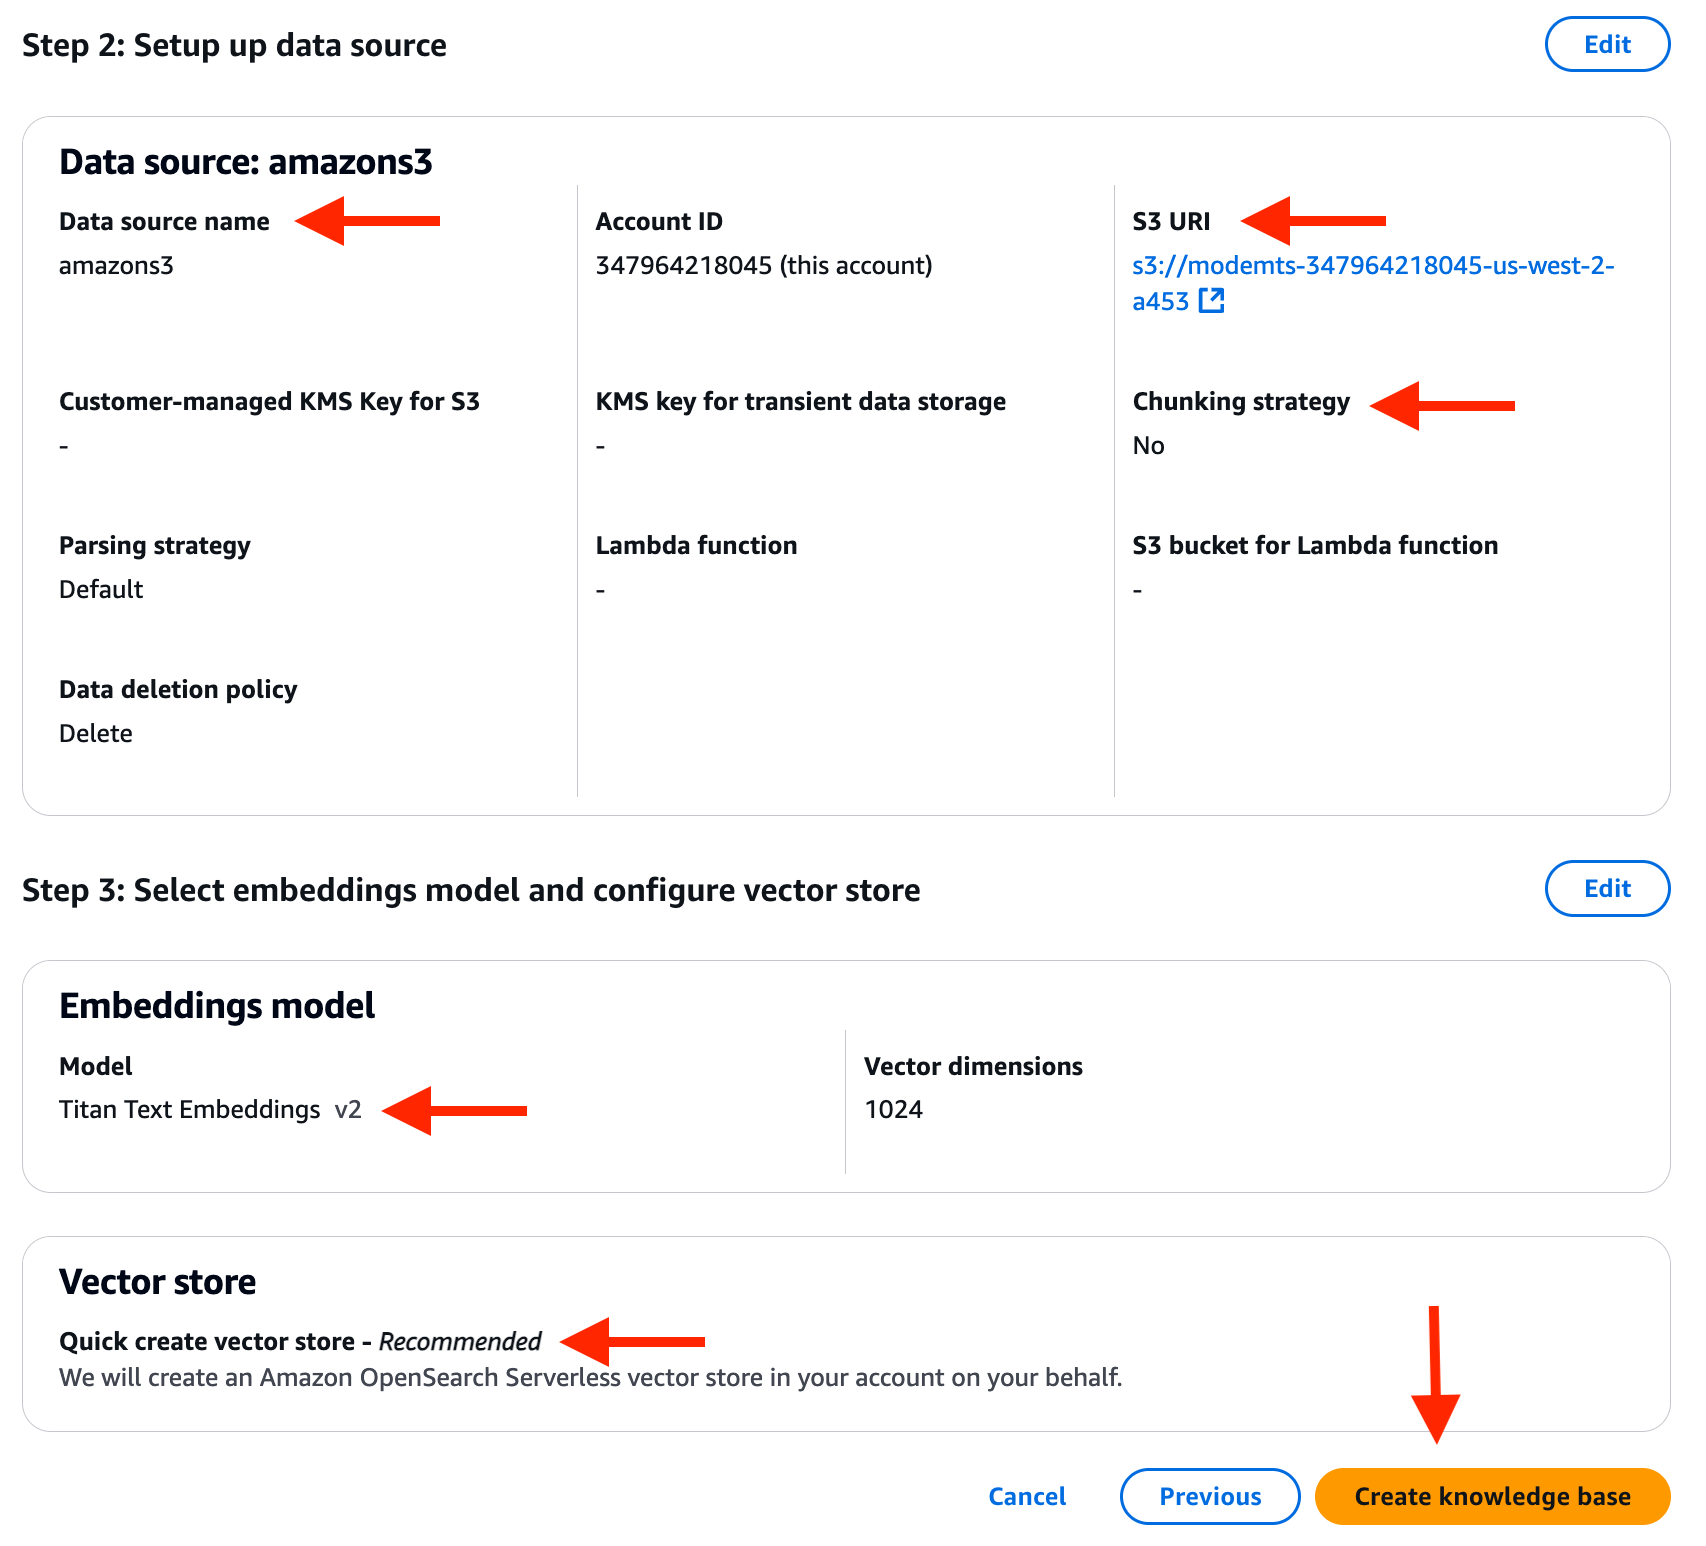 Step 2: Setup up data source
Edit
Data source: amazons3
Data source name
amazons3
Account ID
347964218045 (this account)
S3 URI
s3://modemts-347964218045-us-west-2-
a453
Customer-managed KMS Key for S3
-
KMS key for transient data storage
-
Chunking strategy
No
Parsing strategy
Default
Lambda function
-
S3 bucket for Lambda function
-
Data deletion policy
Delete
Step 3: Select embeddings model and configure vector store
Edit
Embeddings model
Model
Titan Text Embeddings v2
Vector dimensions
1024
Vector store
Quick create vector store - Recommended
We will create an Amazon OpenSearch Serverless vector store in your account on your behalf.
Cancel
Previous
Create knowledge base